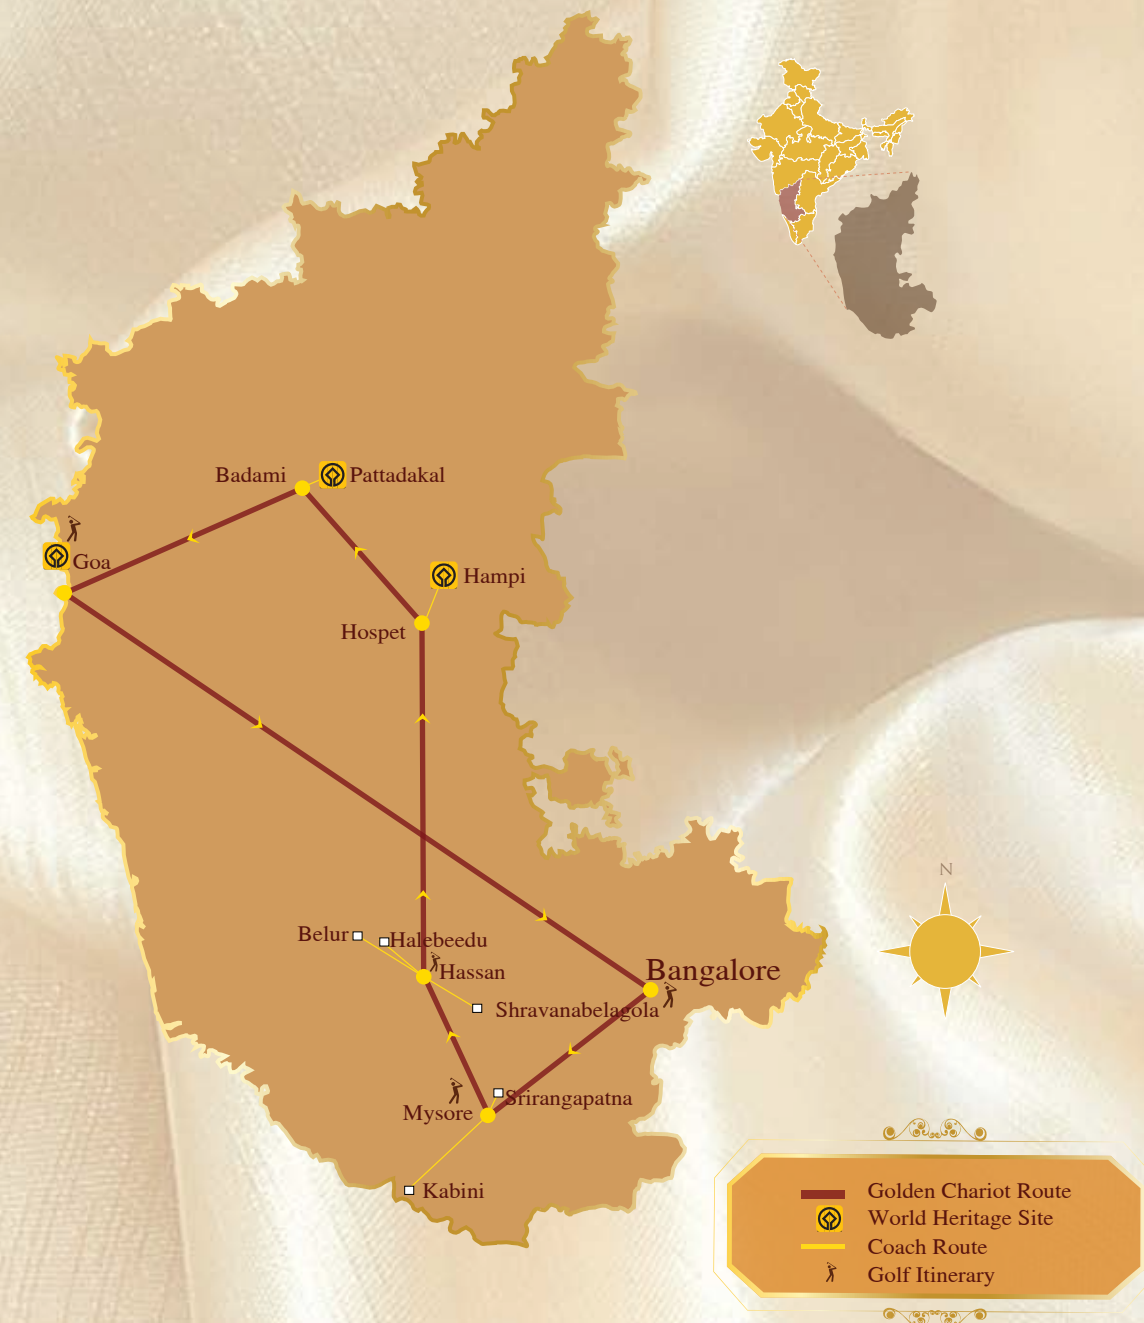 Badami
Pattadakal
Goa
Hampi
Hospet
N
Belur
Halebeedu
Hassan
Bangalore
Shravanabelagola
Srirangapatna
Mysore
Kabini
Golden Chariot Route
World Heritage Site
Coach Route
Golf Itinerary